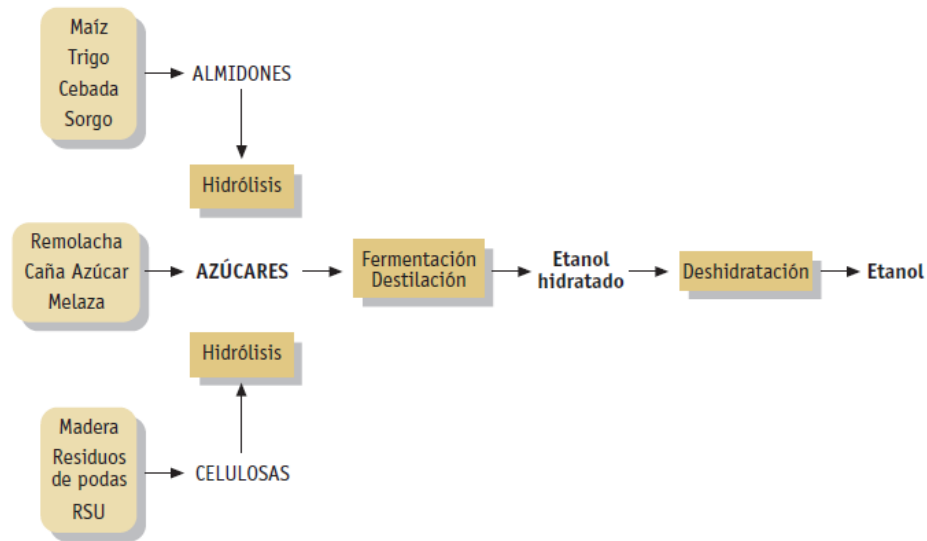 Maíz
Trigo
Cebada
Sorgo
ALMIDONES
Hidrólisis
Remolacha
Caña Azúcar
Melaza
AZÚCARES
Fermentación
Destilación
Etanol
hidratado
Deshidratación
Etanol
Hidrólisis
Madera
Residuos
de podas
RSU
CELULOSAS